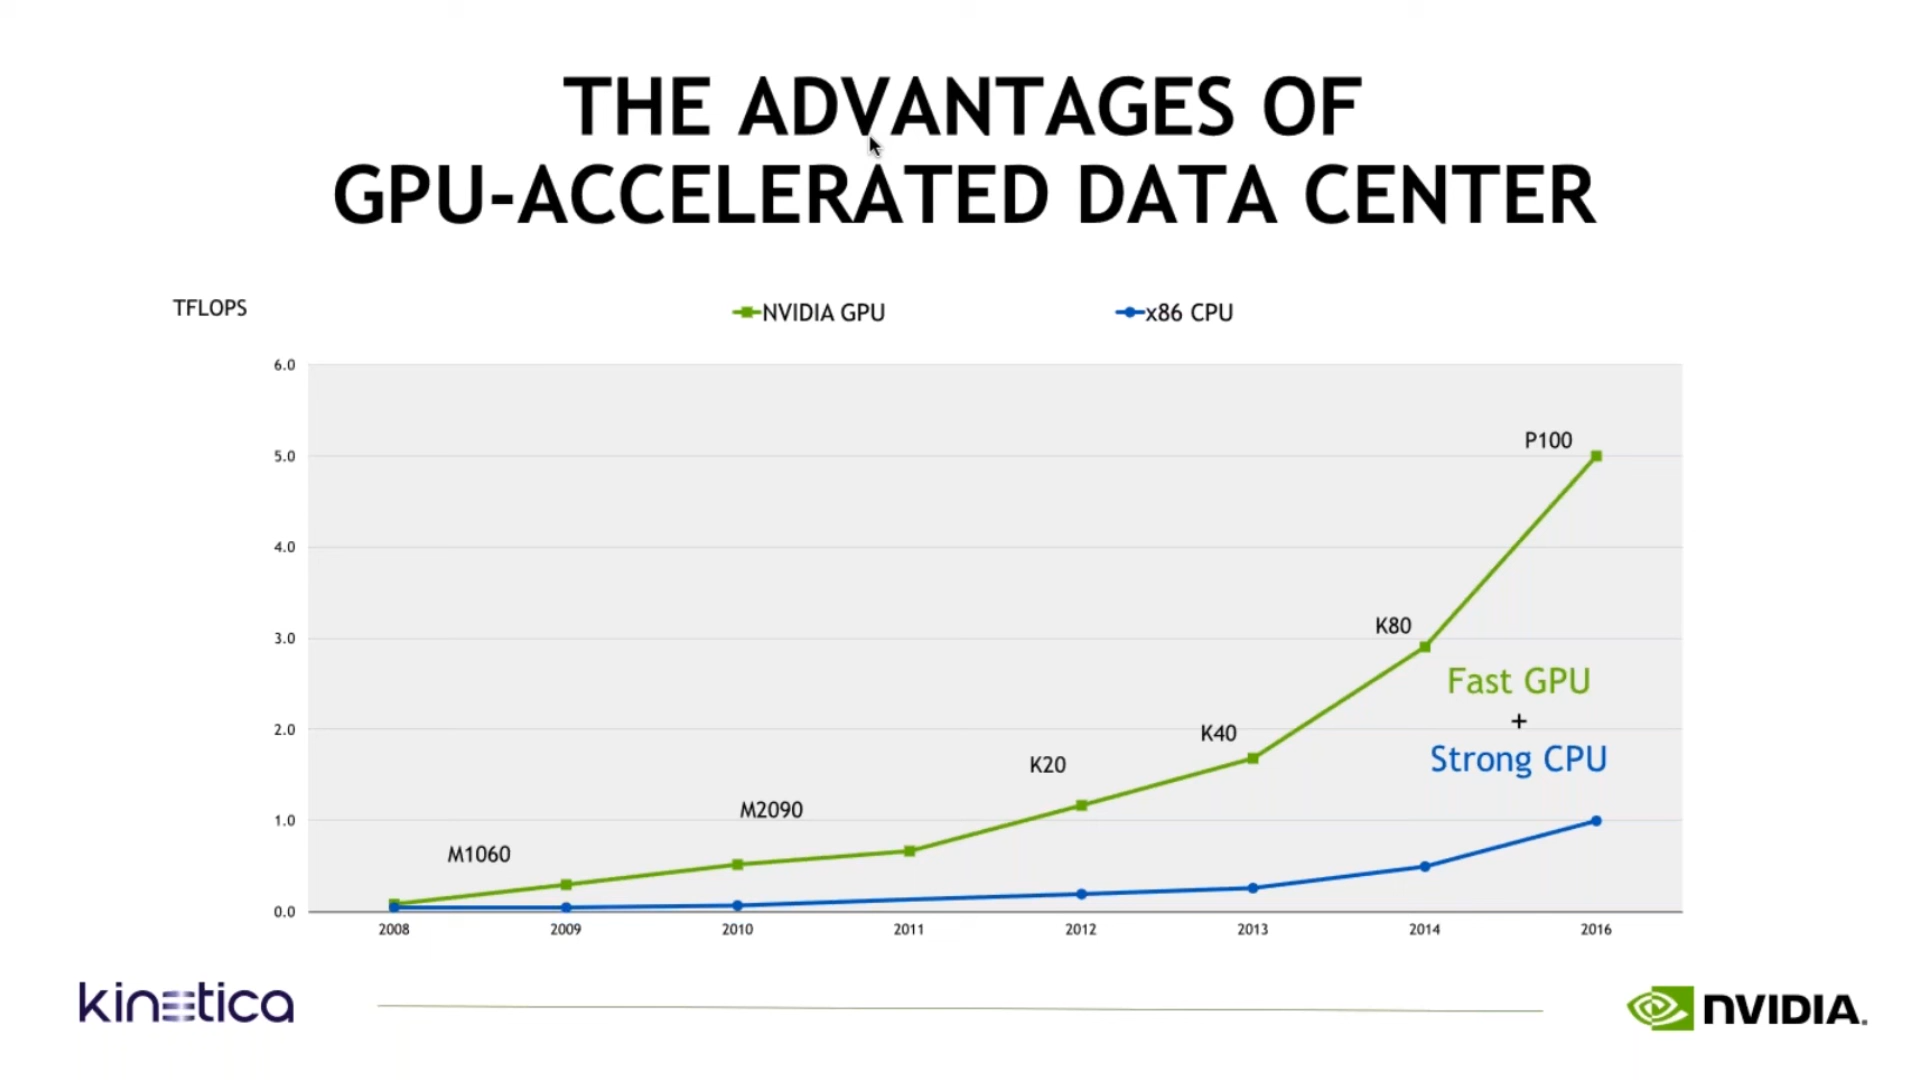 THE ADVANTAGES OF
GPU-ACCELERATED DATA CENTER
TFLOPS
NVIDIA GPU
x86 CPU
6.0
5.0
4.0
3.0
2.0
1.0
0.0
P100
K80
Fast GPU
+
Strong CPU
K40
K20
M2090
M1060
2008 2009 2010 2011 2012 2013 2014 2016
kinetica
NVIDIA.